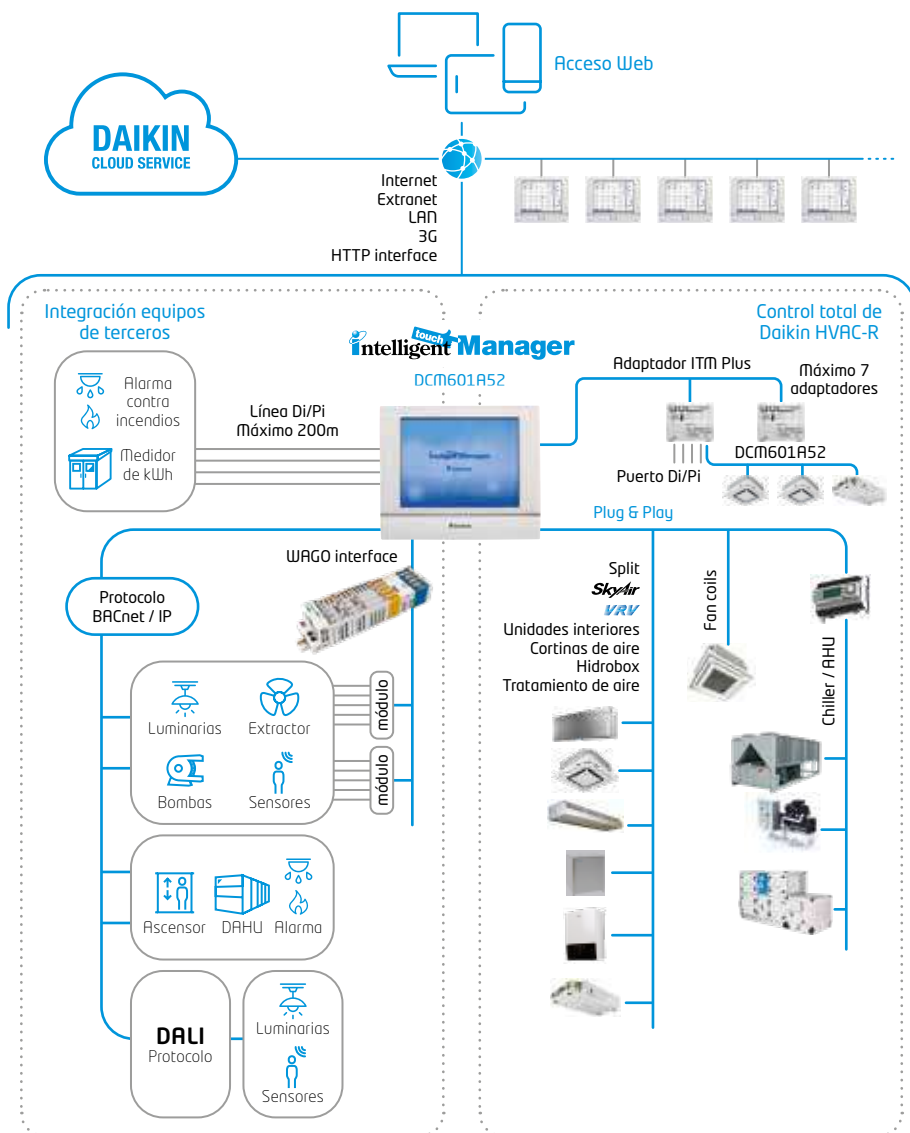 Acceso Web
DAIKIN
CLOUD SERVICE
Internet
Extranet
LAN
3G
HTTP interface
Integración equipos
de terceros
Alarma
contra
incendios
Medidor
de kWh
Línea Di/Pi
Máximo 200m
intelligent touch Manager
DCM601A52
Control total de
Daikin HVAC-R
Adaptador ITM Plus
Máximo 7
adaptadores
Puerto Di/Pi
DCM601A52
Plug & Play
WAGO interface
Protocolo
BACnet / IP
Luminarias
Extractor
módulo
Bombas
Sensores
módulo
Ascensor
DAHU
Alarma
DALI
Protocolo
Luminarias
Sensores
Split
SkyAir
VRV
Unidades interiores
Cortinas de aire
Hidrobox
Tratamiento de aire
Fan coils
Chiller / AHU